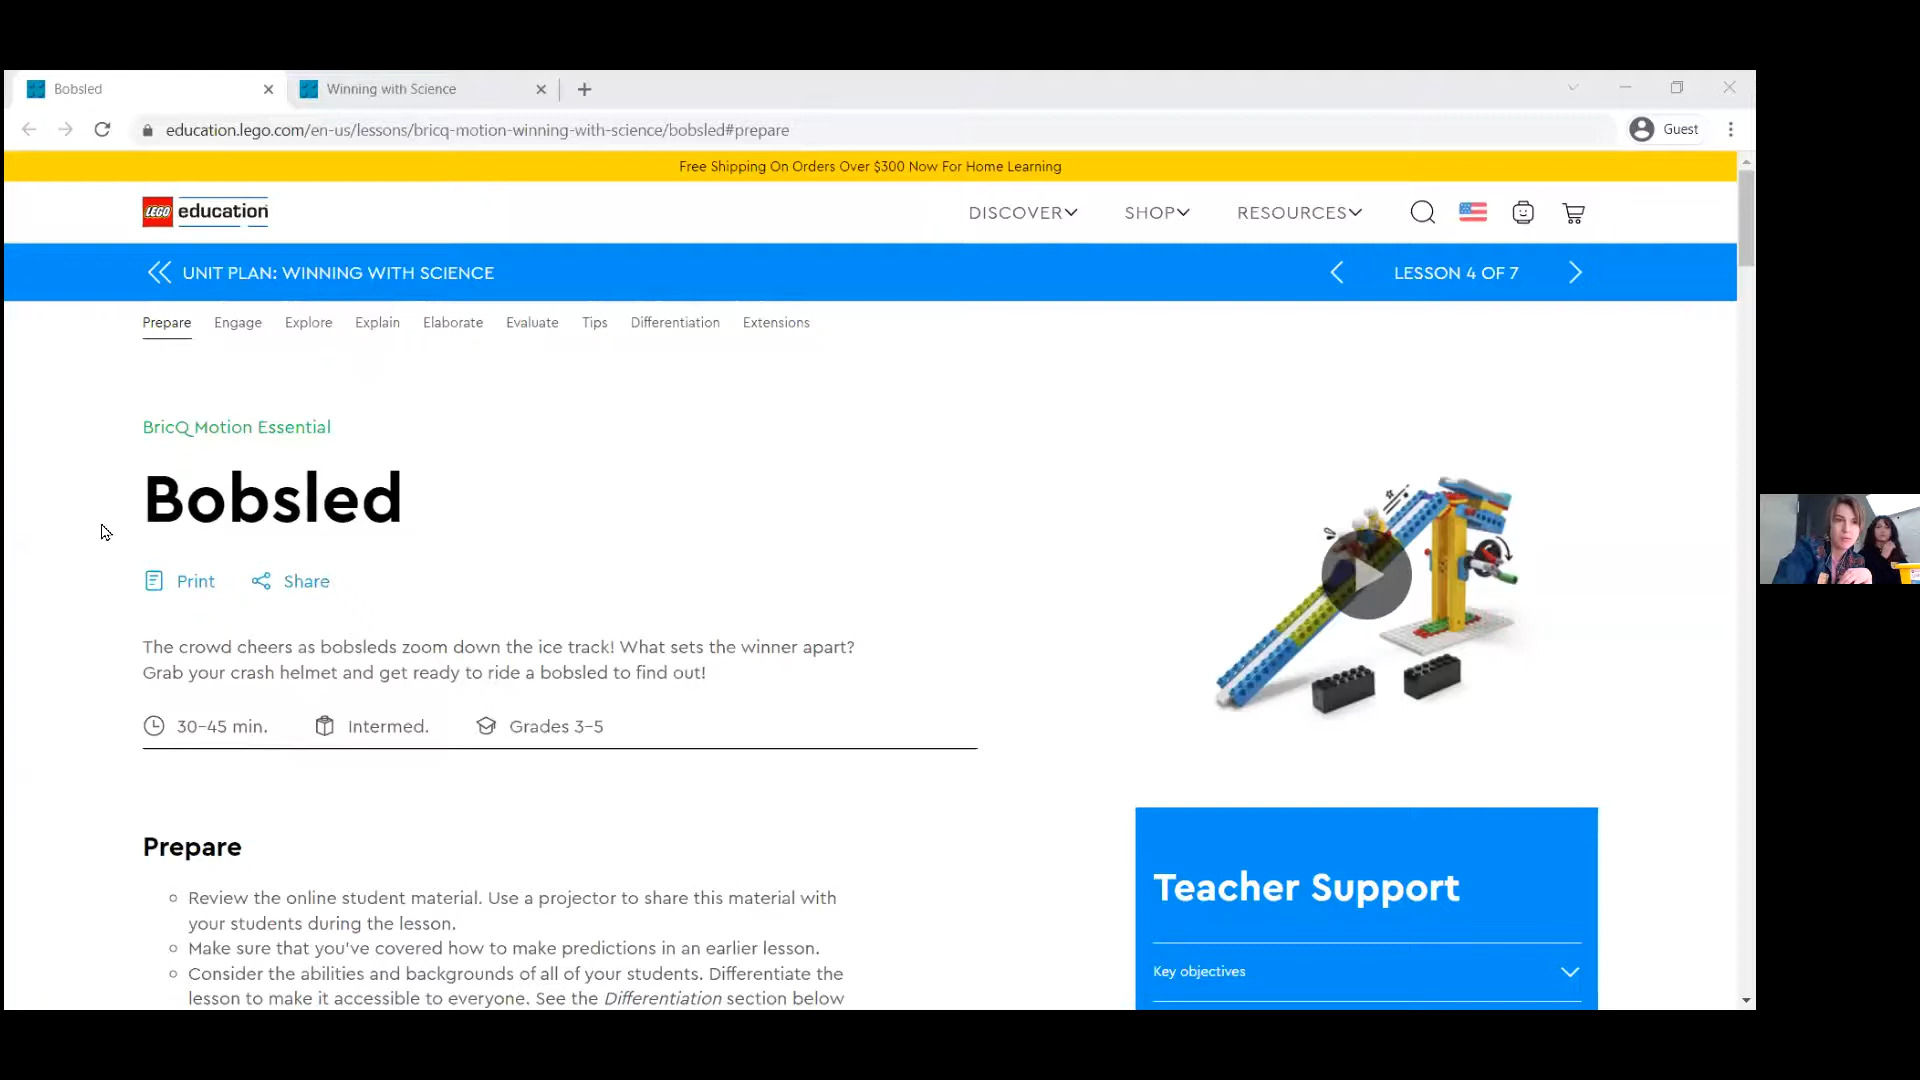 Bobsled
Winning with Science
education.lego.com/en-us/lessons/bricq-motion-winning-with-science/bobsled#prepare
Guest
Free Shipping On Orders Over $300 Now For Home Learning
LEGO education
DISCOVER
SHOP
RESOURCES
UNIT PLAN: WINNING WITH SCIENCE
LESSON 4 OF 7
Prepare Engage Explore Explain Elaborate Evaluate Tips Differentiation Extensions
BricQ Motion Essential
Bobsled
Print Share
The crowd cheers as bobsleds zoom down the ice track! What sets the winner apart?
Grab your crash helmet and get ready to ride a bobsled to find out!
30–45 min. Intermed. Grades 3–5
Prepare
Review the online student material. Use a projector to share this material with
your students during the lesson.
Make sure that you've covered how to make predictions in an earlier lesson.
Consider the abilities and backgrounds of all of your students. Differentiate the
lesson to make it accessible to everyone. See the Differentiation section below
Teacher Support
Key objectives